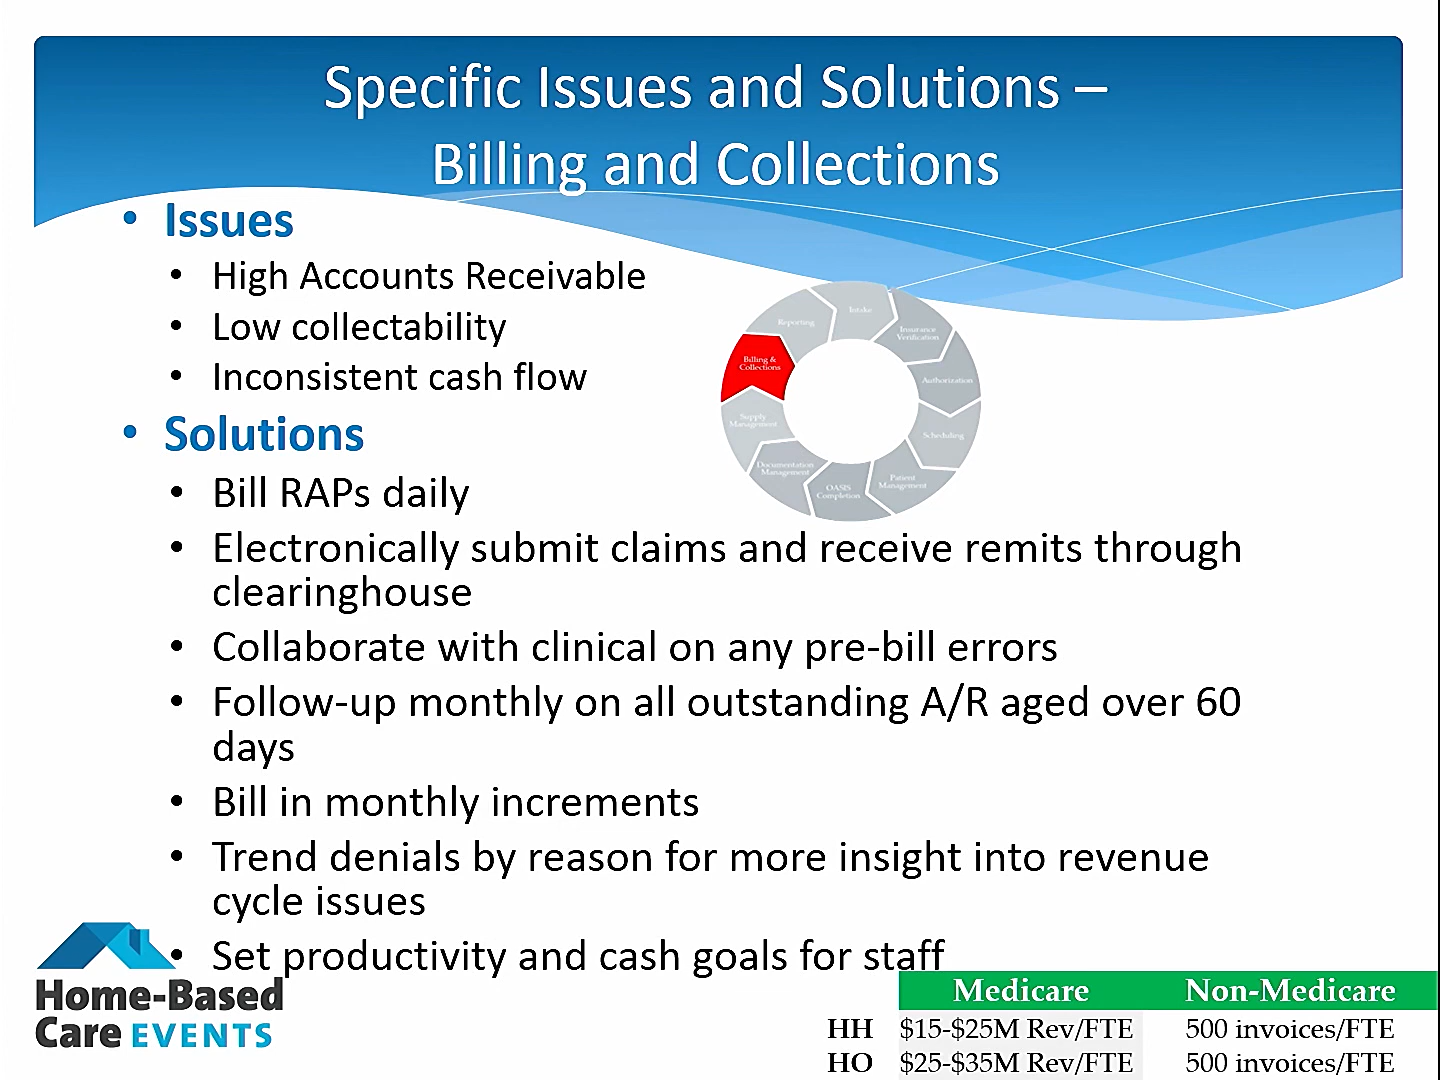 Specific Issues and Solutions –
Billing and Collections
• Issues
• High Accounts Receivable
• Low collectability
• Inconsistent cash flow
Intake
Insurance
Verification
Authorization
Scheduling
Patient
Management
OASIS
Completion
Documentation
Management
Supply
Management
Billing &
Collections
Reporting
• Solutions
• Bill RAPs daily
• Electronically submit claims and receive remits through
clearinghouse
• Collaborate with clinical on any pre-bill errors
• Follow-up monthly on all outstanding A/R aged over 60
days
• Bill in monthly increments
• Trend denials by reason for more insight into revenue
cycle issues
• Set productivity and cash goals for staff
Home-Based
Care EVENTS
Medicare Non-Medicare
HH $15-$25M Rev/FTE 500 invoices/FTE
HO $25-$35M Rev/FTE 500 invoices/FTE